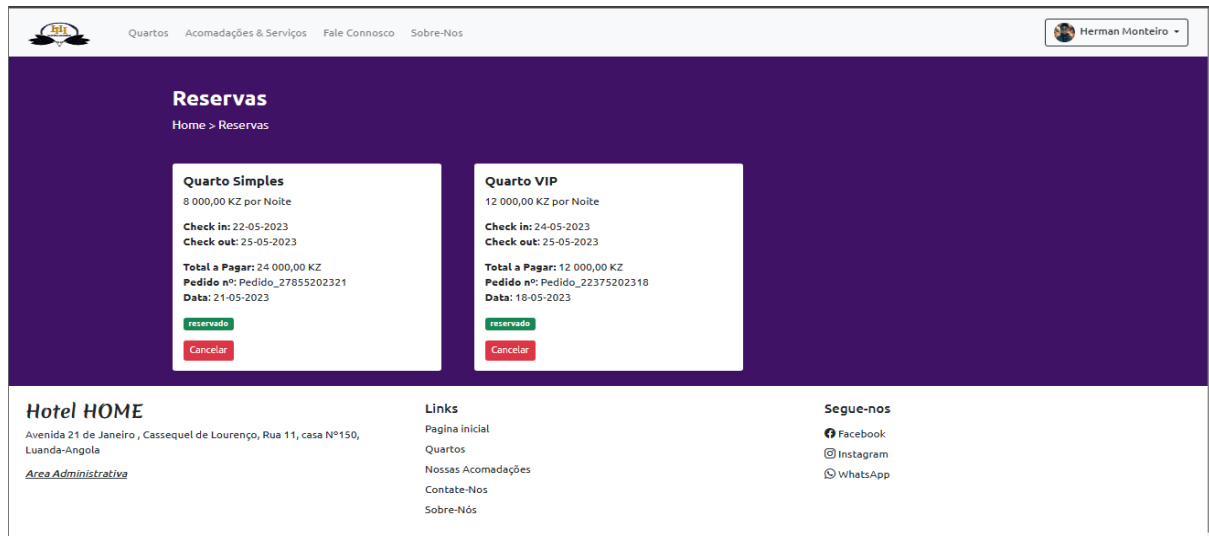 HH
Quartos Acomadações & Serviços Fale Connosco Sobre-Nos
Herman Monteiro
Reservas
Home > Reservas
Quarto Simples
8 000,00 KZ por Noite
Check in: 22-05-2023
Check out: 25-05-2023
Total a Pagar: 24 000,00 KZ
Pedido nº: Pedido_27855202321
Data: 21-05-2023
reservado
Cancelar
Quarto VIP
12 000,00 KZ por Noite
Check in: 24-05-2023
Check out: 25-05-2023
Total a Pagar: 12 000,00 KZ
Pedido nº: Pedido_22375202318
Data: 18-05-2023
reservado
Cancelar
Hotel HOME
Avenida 21 de Janeiro , Cassequel de Lourenço, Rua 11, casa Nº150,
Luanda-Angola
Area Administrativa
Links
Pagina inicial
Quartos
Nossas Acomadações
Contate-Nos
Sobre-Nós
Segue-nos
Facebook
Instagram
WhatsApp